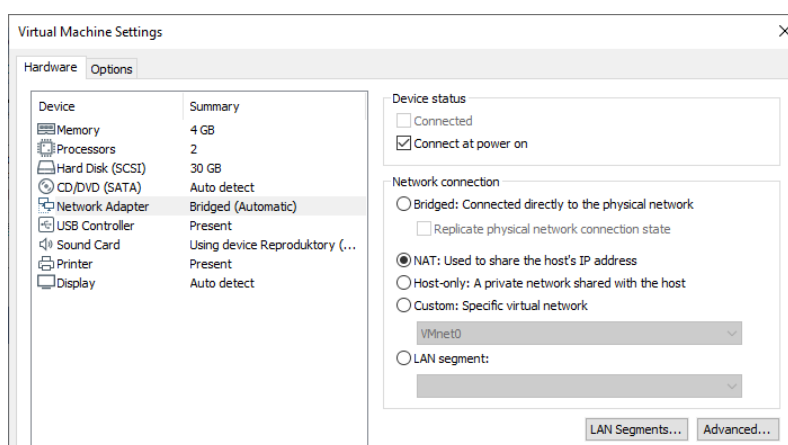 Virtual Machine Settings
Hardware Options
Device Summary
Memory 4 GB
Processors 2
Hard Disk (SCSI) 30 GB
CD/DVD (SATA) Auto detect
Network Adapter Bridged (Automatic)
USB Controller Present
Sound Card Using device Reproduktory (...
Printer Present
Display Auto detect
Device status
Connected
Connect at power on
Network connection
Bridged: Connected directly to the physical network
Replicate physical network connection state
NAT: Used to share the host's IP address
Host-only: A private network shared with the host
Custom: Specific virtual network
VMnet0
LAN segment:
LAN Segments... Advanced...